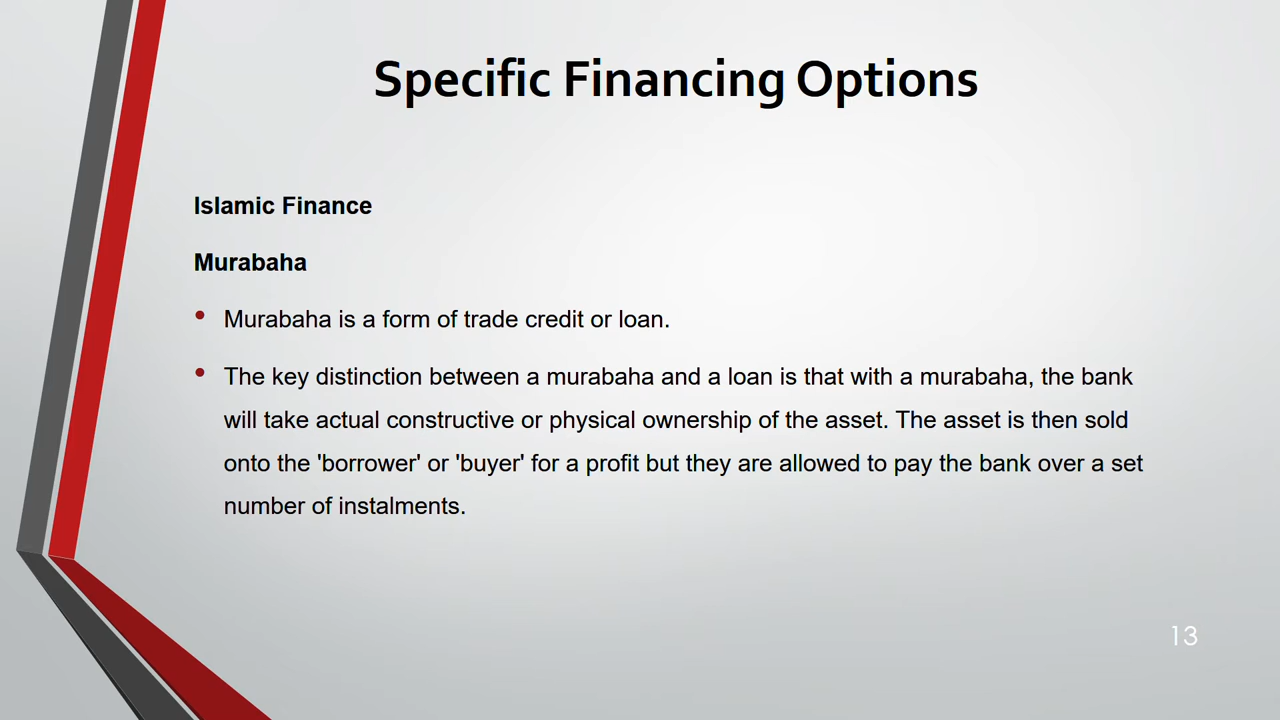 Specific Financing Options
Islamic Finance
Murabaha
• Murabaha is a form of trade credit or loan.
• The key distinction between a murabaha and a loan is that with a murabaha, the bank
will take actual constructive or physical ownership of the asset. The asset is then sold
onto the 'borrower' or 'buyer' for a profit but they are allowed to pay the bank over a set
number of instalments.
13